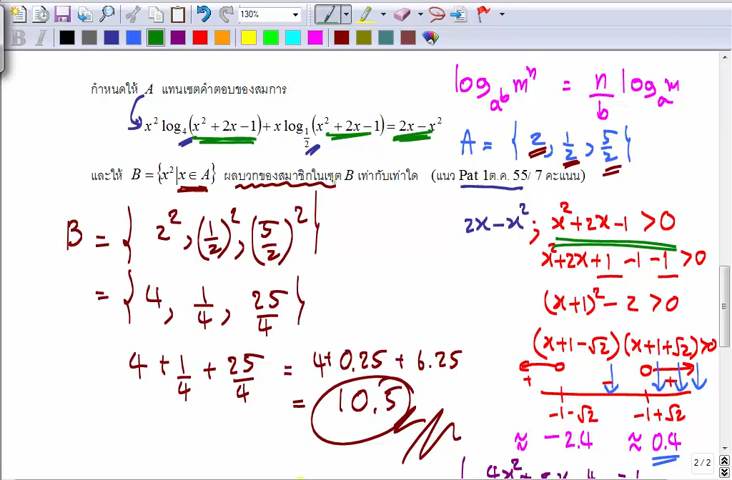 130%
กำหนดให้ A แทนเซตคำตอบของสมการ
x² log₄(x² + 2x − 1) + x log_{1/2}(x² + 2x − 1) = 2x − x²
และให้ B = {x² | x ∈ A} ผลบวกของสมาชิกในเซต B เท่ากับเท่าใด (แนว Pat 1ต.ค. 55/ 7 คะแนน)
B = { 2², (1/2)², (5/2)² }
= { 4, 1/4, 25/4 }
4 + 1/4 + 25/4 = 4+0.25 + 6.25
= 10.5
log_{a^b} m^n = n/b log_a m
A = { 2, 1/2, 5/2 }
2x − x² ; x² + 2x − 1 > 0
x² + 2x + 1 − 1 − 1 > 0
(x+1)² − 2 > 0
(x+1−√2)(x+1+√2) > 0
+ +
−1−√2 −1+√2
≈ −2.4 ≈ 0.4
2/2